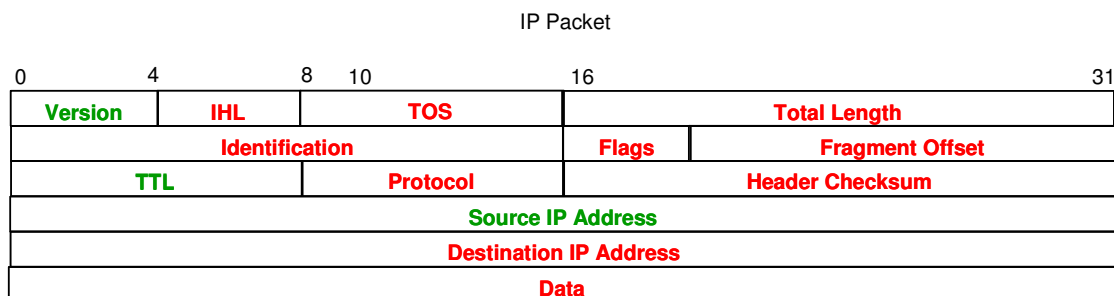 IP Packet
0 4 8 10 16 31
Version IHL TOS Total Length
Identification Flags Fragment Offset
TTL Protocol Header Checksum
Source IP Address
Destination IP Address
Data